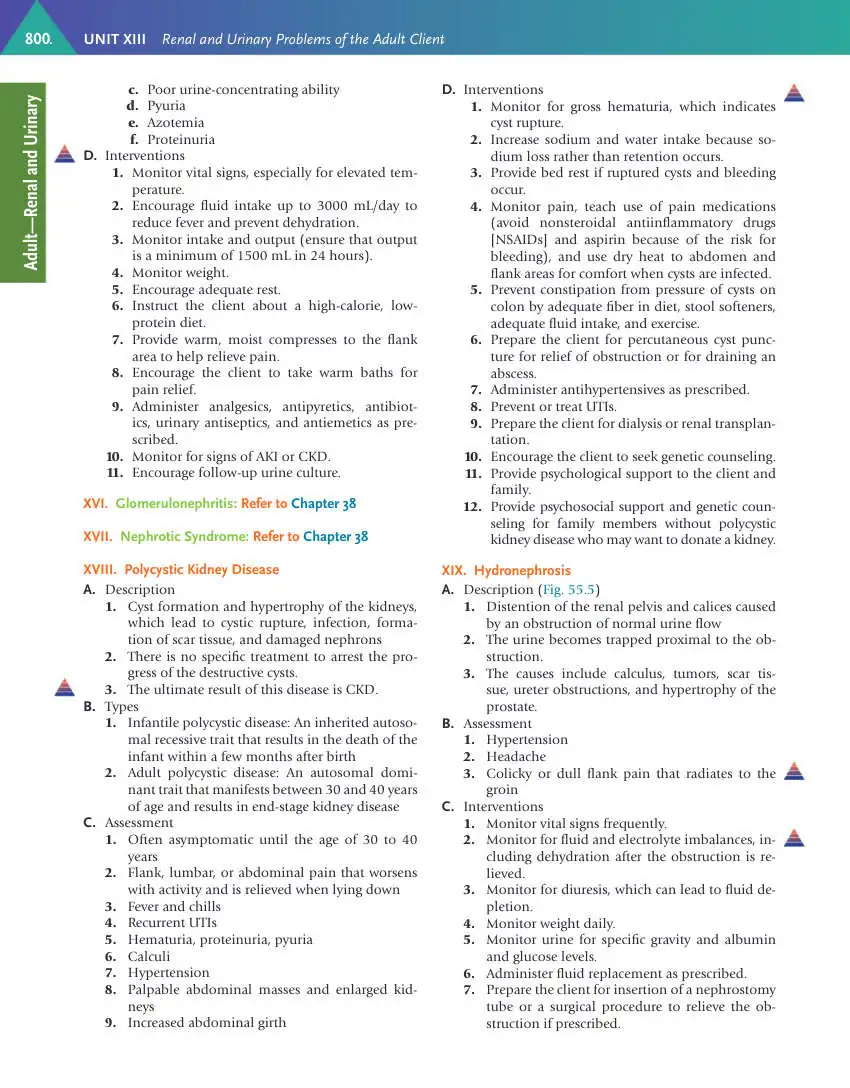 800.
UNIT XIII Renal and Urinary Problems of the Adult Client
Adult—Renal and Urinary
c. Poor urine-concentrating ability
d. Pyuria
e. Azotemia
f. Proteinuria
D. Interventions
1. Monitor vital signs, especially for elevated tem-
perature.
2. Encourage fluid intake up to 3000 mL/day to
reduce fever and prevent dehydration.
3. Monitor intake and output (ensure that output
is a minimum of 1500 mL in 24 hours).
4. Monitor weight.
5. Encourage adequate rest.
6. Instruct the client about a high-calorie, low-
protein diet.
7. Provide warm, moist compresses to the flank
area to help relieve pain.
8. Encourage the client to take warm baths for
pain relief.
9. Administer analgesics, antipyretics, antibiot-
ics, urinary antiseptics, and antiemetics as pre-
scribed.
10. Monitor for signs of AKI or CKD.
11. Encourage follow-up urine culture.
XVI. Glomerulonephritis: Refer to Chapter 38
XVII. Nephrotic Syndrome: Refer to Chapter 38
XVIII. Polycystic Kidney Disease
A. Description
1. Cyst formation and hypertrophy of the kidneys,
which lead to cystic rupture, infection, forma-
tion of scar tissue, and damaged nephrons
2. There is no specific treatment to arrest the pro-
gress of the destructive cysts.
3. The ultimate result of this disease is CKD.
B. Types
1. Infantile polycystic disease: An inherited autoso-
mal recessive trait that results in the death of the
infant within a few months after birth
2. Adult polycystic disease: An autosomal domi-
nant trait that manifests between 30 and 40 years
of age and results in end-stage kidney disease
C. Assessment
1. Often asymptomatic until the age of 30 to 40
years
2. Flank, lumbar, or abdominal pain that worsens
with activity and is relieved when lying down
3. Fever and chills
4. Recurrent UTIs
5. Hematuria, proteinuria, pyuria
6. Calculi
7. Hypertension
8. Palpable abdominal masses and enlarged kid-
neys
9. Increased abdominal girth
D. Interventions
1. Monitor for gross hematuria, which indicates
cyst rupture.
2. Increase sodium and water intake because so-
dium loss rather than retention occurs.
3. Provide bed rest if ruptured cysts and bleeding
occur.
4. Monitor pain, teach use of pain medications
(avoid nonsteroidal antiinflammatory drugs
[NSAIDs] and aspirin because of the risk for
bleeding), and use dry heat to abdomen and
flank areas for comfort when cysts are infected.
5. Prevent constipation from pressure of cysts on
colon by adequate fiber in diet, stool softeners,
adequate fluid intake, and exercise.
6. Prepare the client for percutaneous cyst punc-
ture for relief of obstruction or for draining an
abscess.
7. Administer antihypertensives as prescribed.
8. Prevent or treat UTIs.
9. Prepare the client for dialysis or renal transplan-
tation.
10. Encourage the client to seek genetic counseling.
11. Provide psychological support to the client and
family.
12. Provide psychosocial support and genetic coun-
seling for family members without polycystic
kidney disease who may want to donate a kidney.
XIX. Hydronephrosis
A. Description (Fig. 55.5)
1. Distention of the renal pelvis and calices caused
by an obstruction of normal urine flow
2. The urine becomes trapped proximal to the ob-
struction.
3. The causes include calculus, tumors, scar tis-
sue, ureter obstructions, and hypertrophy of the
prostate.
B. Assessment
1. Hypertension
2. Headache
3. Colicky or dull flank pain that radiates to the
groin
C. Interventions
1. Monitor vital signs frequently.
2. Monitor for fluid and electrolyte imbalances, in-
cluding dehydration after the obstruction is re-
lieved.
3. Monitor for diuresis, which can lead to fluid de-
pletion.
4. Monitor weight daily.
5. Monitor urine for specific gravity and albumin
and glucose levels.
6. Administer fluid replacement as prescribed.
7. Prepare the client for insertion of a nephrostomy
tube or a surgical procedure to relieve the ob-
struction if prescribed.